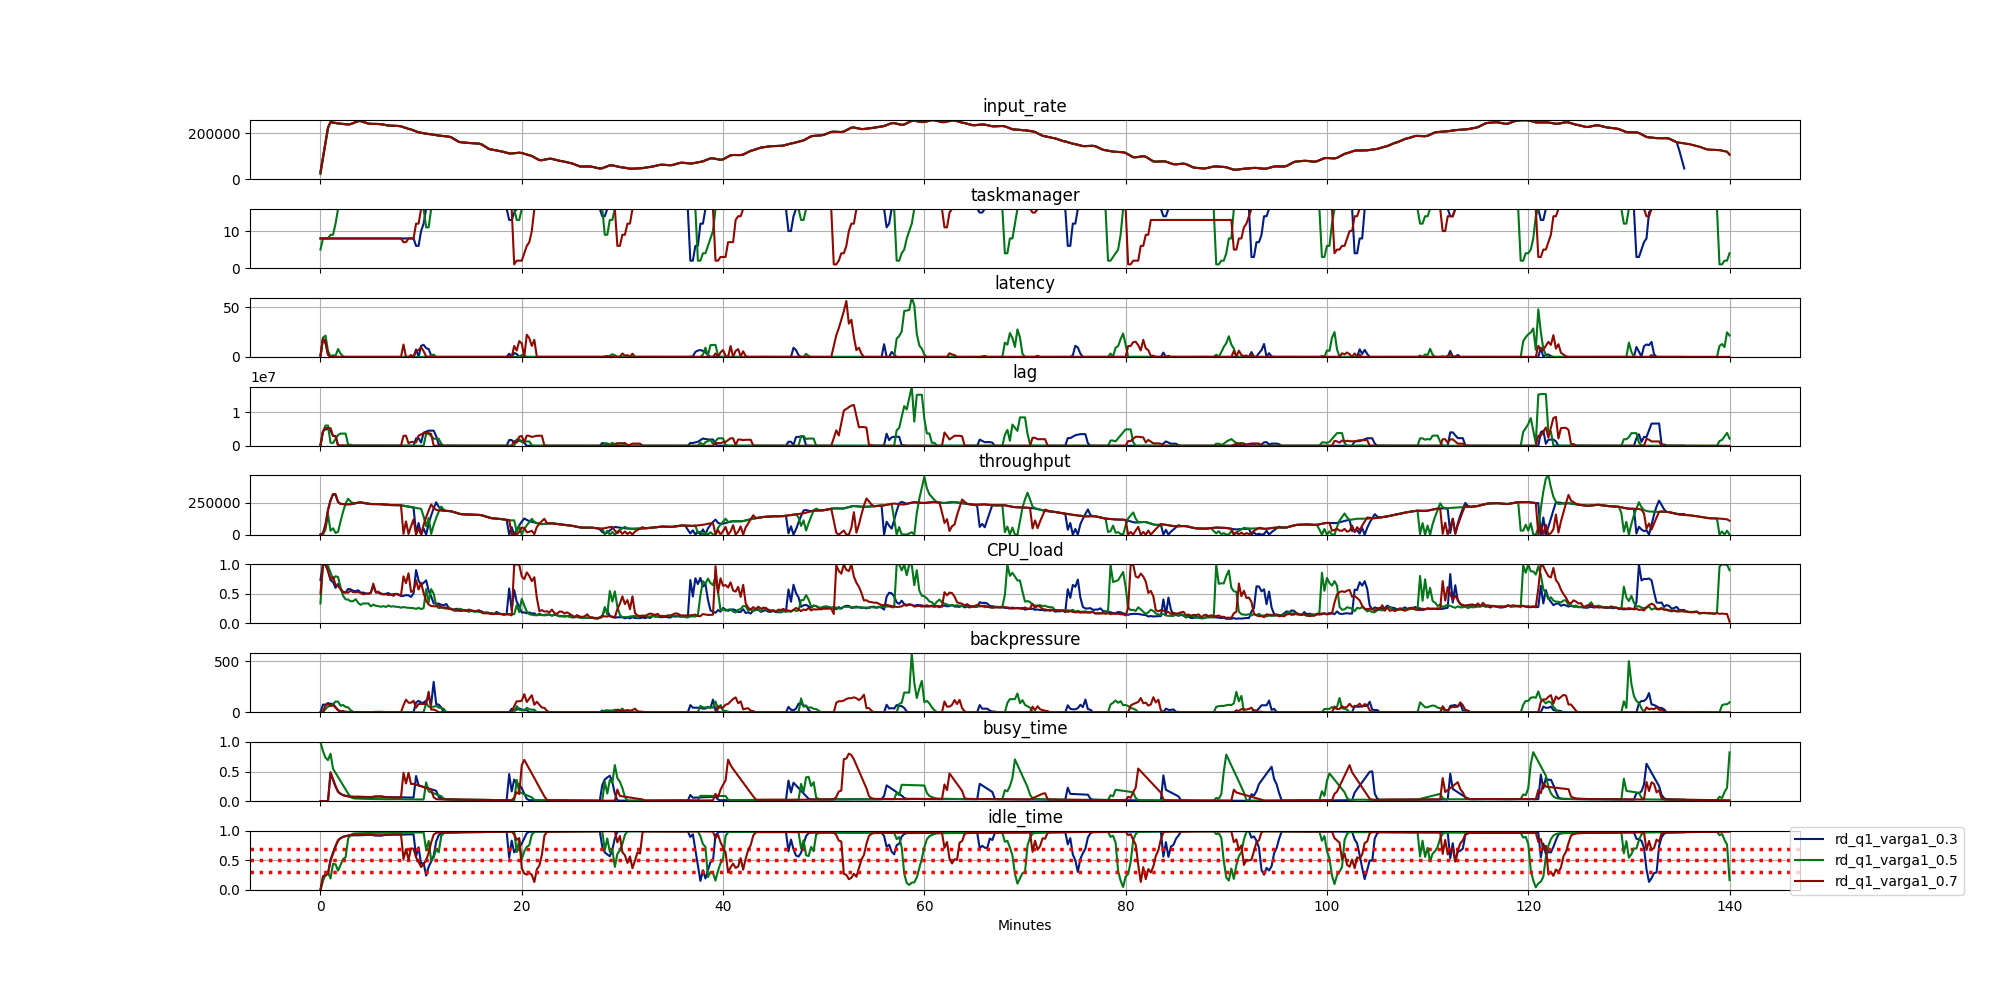 input_rate
200000
0
taskmanager
10
0
latency
50
0
1e7
lag
1
0
throughput
250000
0
CPU_load
1.0
0.5
0.0
backpressure
500
0
busy_time
1.0
0.5
0.0
idle_time
1.0
0.5
0.0
rd_q1_varga1_0.3
rd_q1_varga1_0.5
rd_q1_varga1_0.7
0 20 40 60 80 100 120 140
Minutes